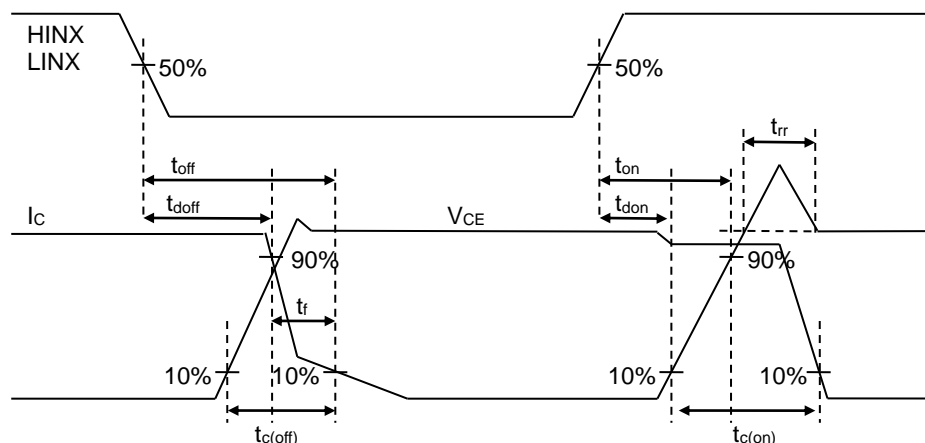 HINX
LINX
50%
50%
trr
toff
ton
tdoff
tdon
IC
VCE
90%
90%
tf
10%
10%
10%
10%
tc(off)
tc(on)